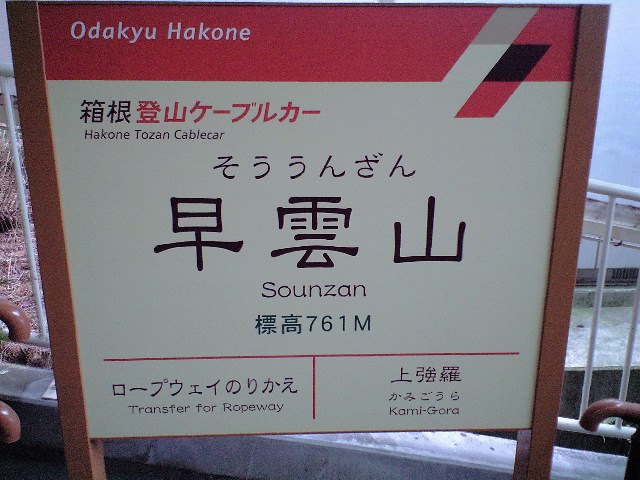 Odakyu Hakone
箱根登山ケーブルカー
Hakone Tozan Cablecar
そううんざん
早雲山
Sounzan
標高761M
ロープウェイのりかえ
Transfer for Ropeway
上強羅
かみごうら
Kami-Gora